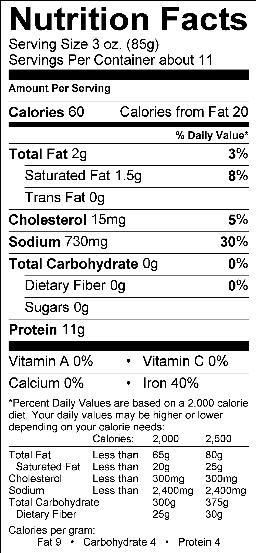 Nutrition Facts
Serving Size 3 oz. (85g)
Servings Per Container about 11
Amount Per Serving
Calories 60 Calories from Fat 20
% Daily Value*
Total Fat 2g 3%
Saturated Fat 1.5g 8%
Trans Fat 0g
Cholesterol 15mg 5%
Sodium 730mg 30%
Total Carbohydrate 0g 0%
Dietary Fiber 0g 0%
Sugars 0g
Protein 11g
Vitamin A 0% • Vitamin C 0%
Calcium 0% • Iron 40%
*Percent Daily Values are based on a 2,000 calorie
diet. Your daily values may be higher or lower
depending on your calorie needs:
Calories: 2,000 2,500
Total Fat Less than 65g 80g
Saturated Fat Less than 20g 25g
Cholesterol Less than 300mg 300mg
Sodium Less than 2,400mg 2,400mg
Total Carbohydrate 300g 375g
Dietary Fiber 25g 30g
Calories per gram:
Fat 9 • Carbohydrate 4 • Protein 4